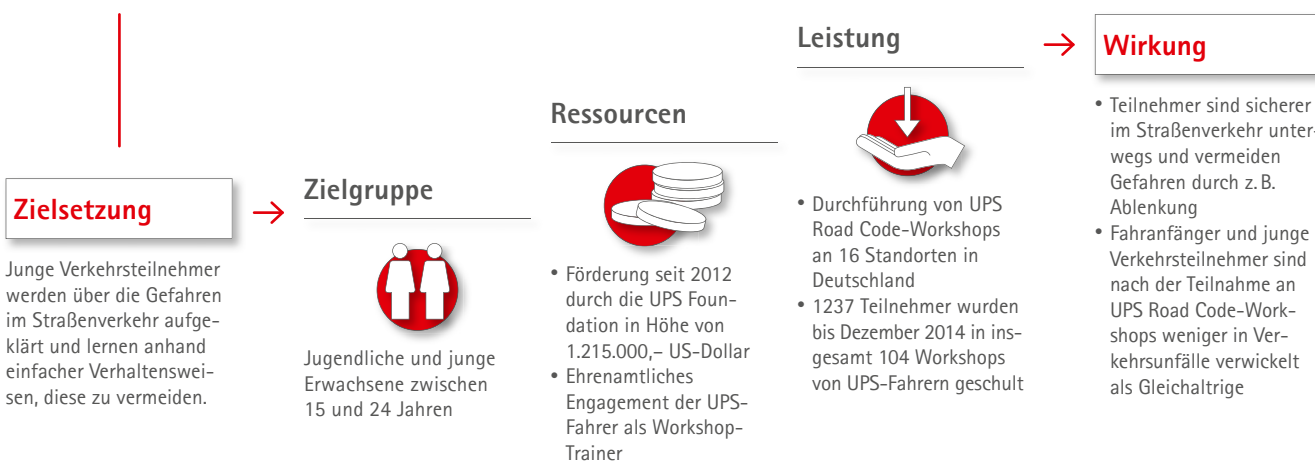 Zielsetzung
Junge Verkehrsteilnehmer
werden über die Gefahren
im Straßenverkehr aufge-
klärt und lernen anhand
einfacher Verhaltenswei-
sen, diese zu vermeiden.
Zielgruppe
Jugendliche und junge
Erwachsene zwischen
15 und 24 Jahren
Ressourcen
• Förderung seit 2012
durch die UPS Foun-
dation in Höhe von
1.215.000,– US-Dollar
• Ehrenamtliches
Engagement der UPS-
Fahrer als Workshop-
Trainer
Leistung
• Durchführung von UPS
Road Code-Workshops
an 16 Standorten in
Deutschland
• 1237 Teilnehmer wurden
bis Dezember 2014 in ins-
gesamt 104 Workshops
von UPS-Fahrern geschult
Wirkung
• Teilnehmer sind sicherer
im Straßenverkehr unter-
wegs und vermeiden
Gefahren durch z. B.
Ablenkung
• Fahranfänger und junge
Verkehrsteilnehmer sind
nach der Teilnahme an
UPS Road Code-Work-
shops weniger in Ver-
kehrsunfälle verwickelt
als Gleichaltrige